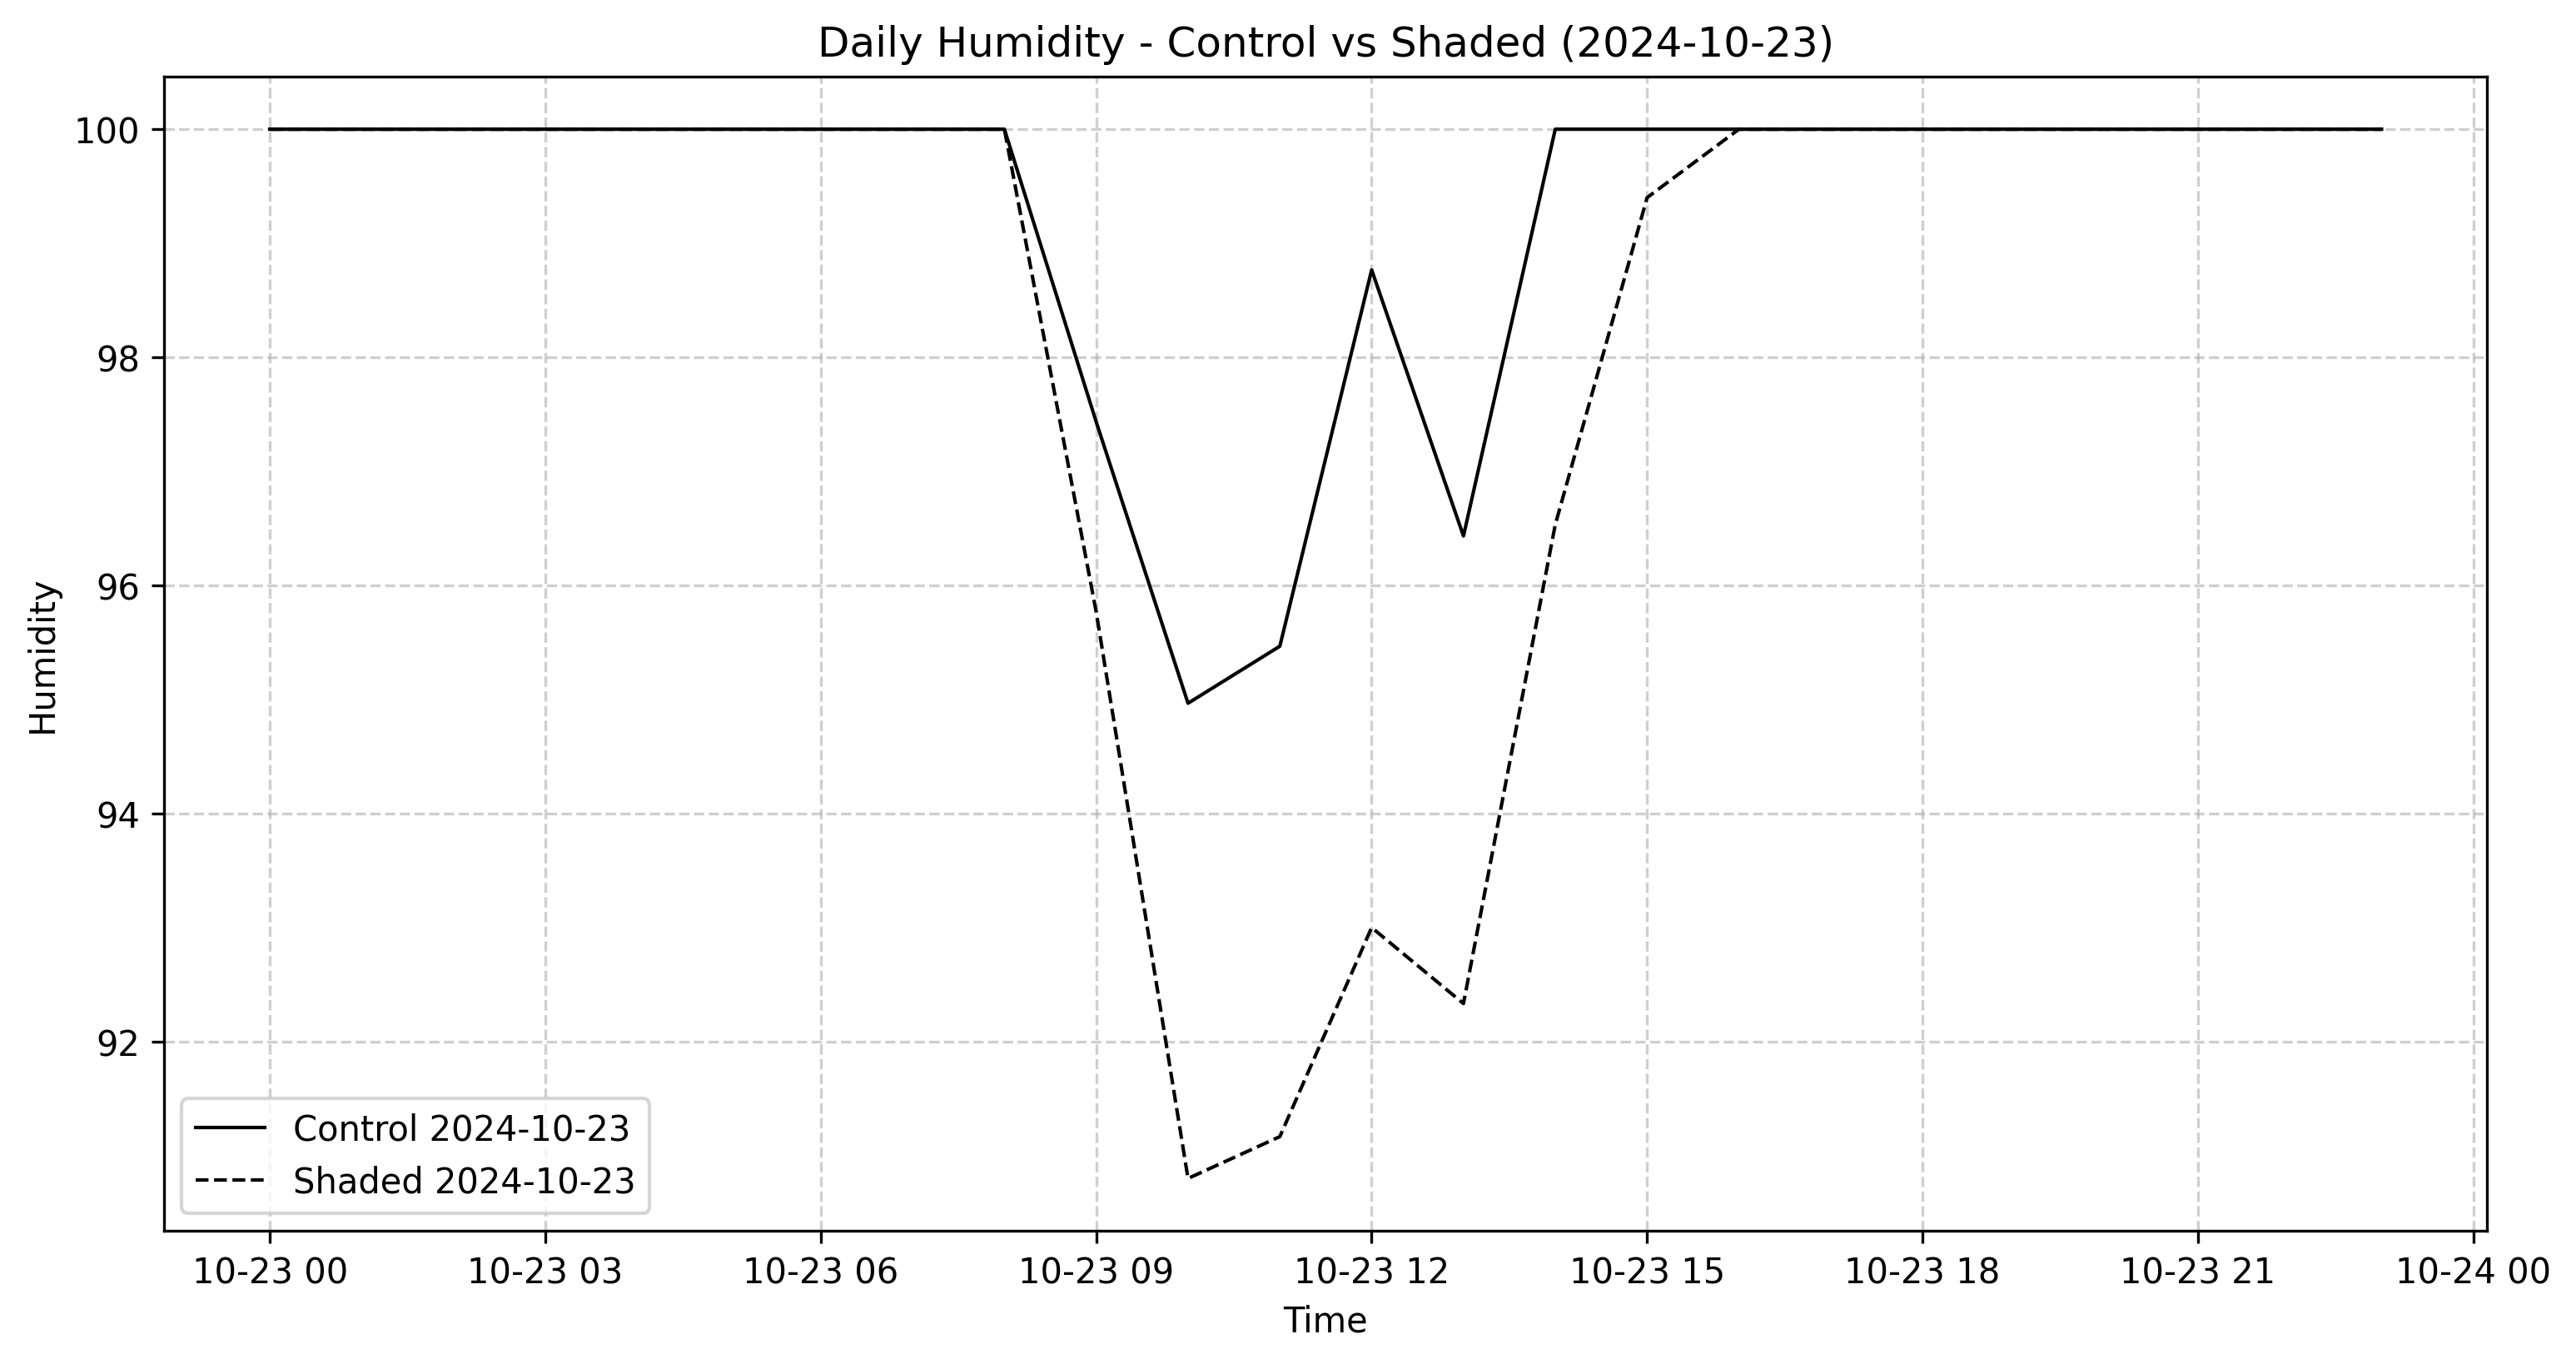 Daily Humidity - Control vs Shaded (2024-10-23)
100
98
96
94
92
Humidity
Control 2024-10-23
Shaded 2024-10-23
10-23 00
10-23 03
10-23 06
10-23 09
10-23 12
10-23 15
10-23 18
10-23 21
10-24 00
Time